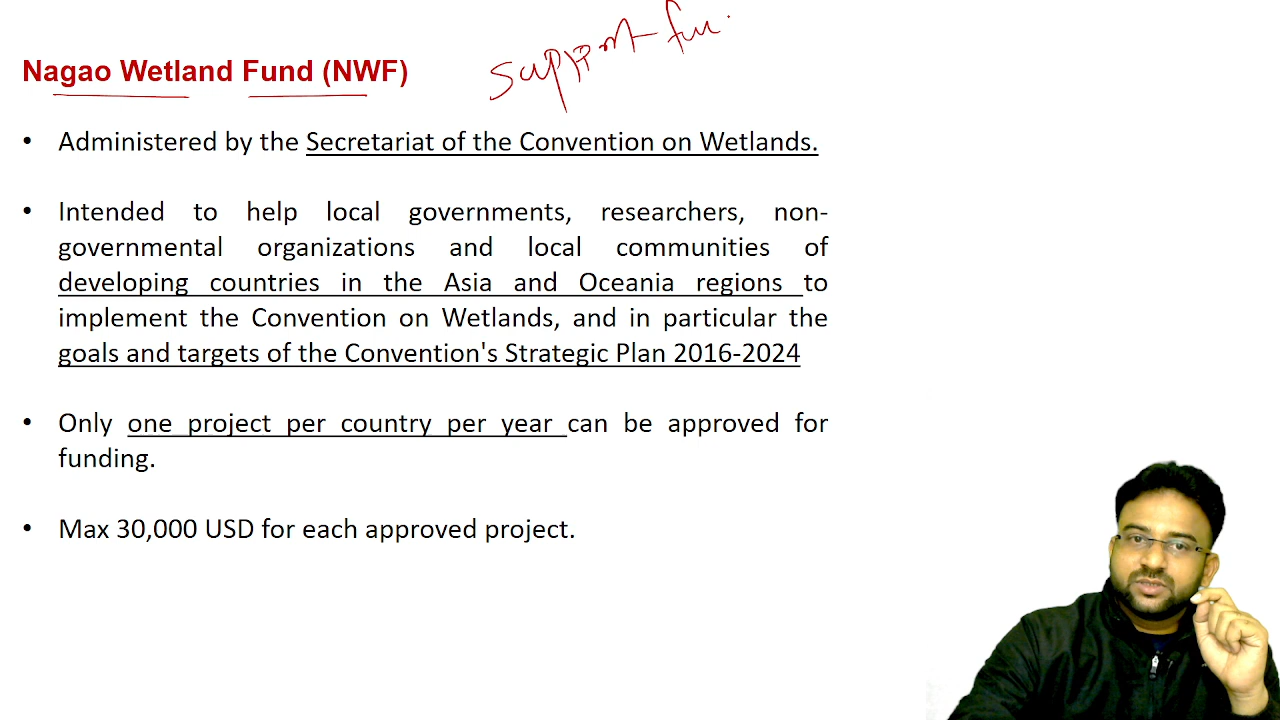 support fu
Nagao Wetland Fund (NWF)
• Administered by the Secretariat of the Convention on Wetlands.
• Intended to help local governments, researchers, non-
governmental organizations and local communities of
developing countries in the Asia and Oceania regions to
implement the Convention on Wetlands, and in particular the
goals and targets of the Convention's Strategic Plan 2016-2024
• Only one project per country per year can be approved for
funding.
• Max 30,000 USD for each approved project.